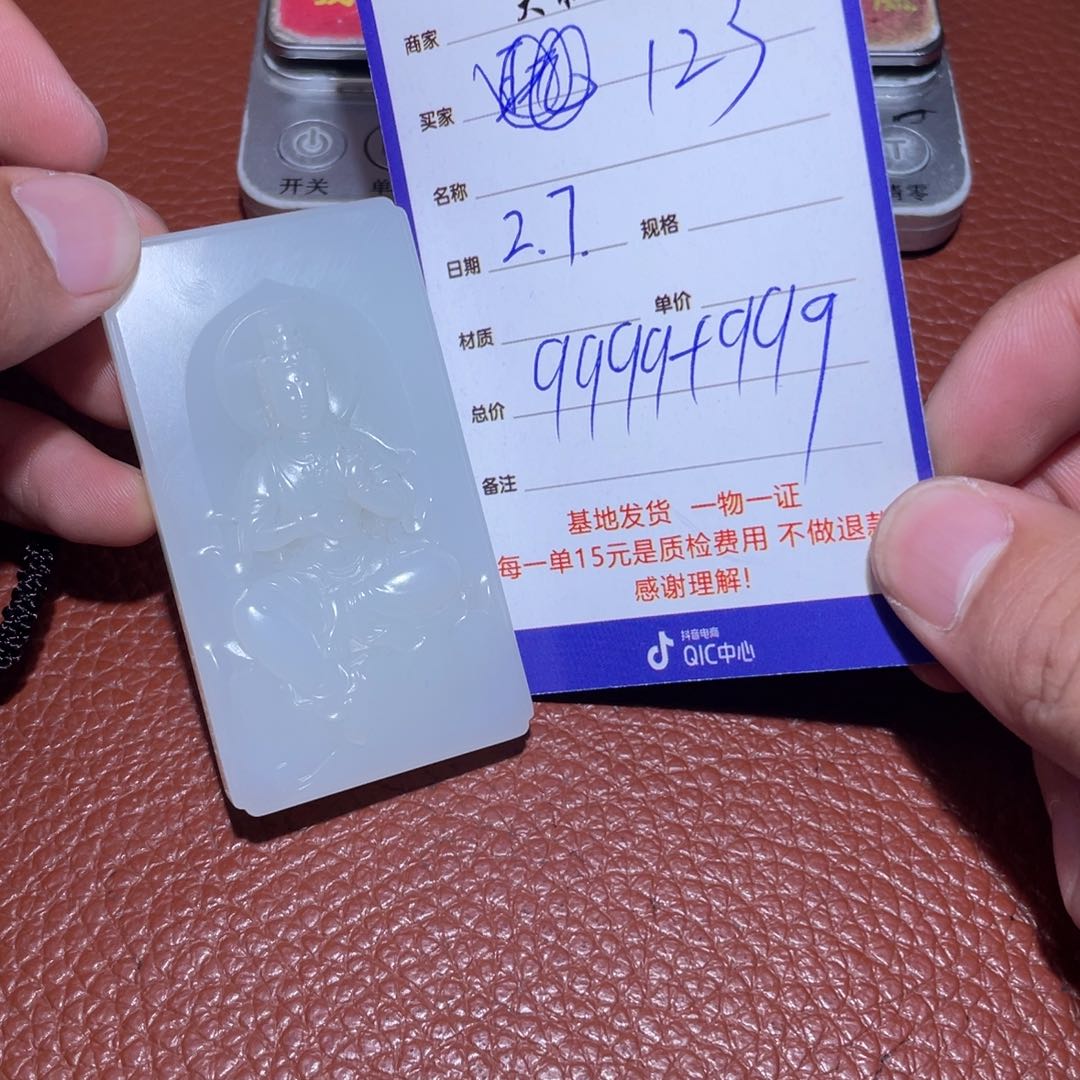 商家
买家 123
名称
日期 2.7. 规格
材质 单价
总价 9999+999
备注
基地发货 一物一证
每一单15元是质检费用 不做退款
感谢理解!
抖音电商
QIC中心
开关